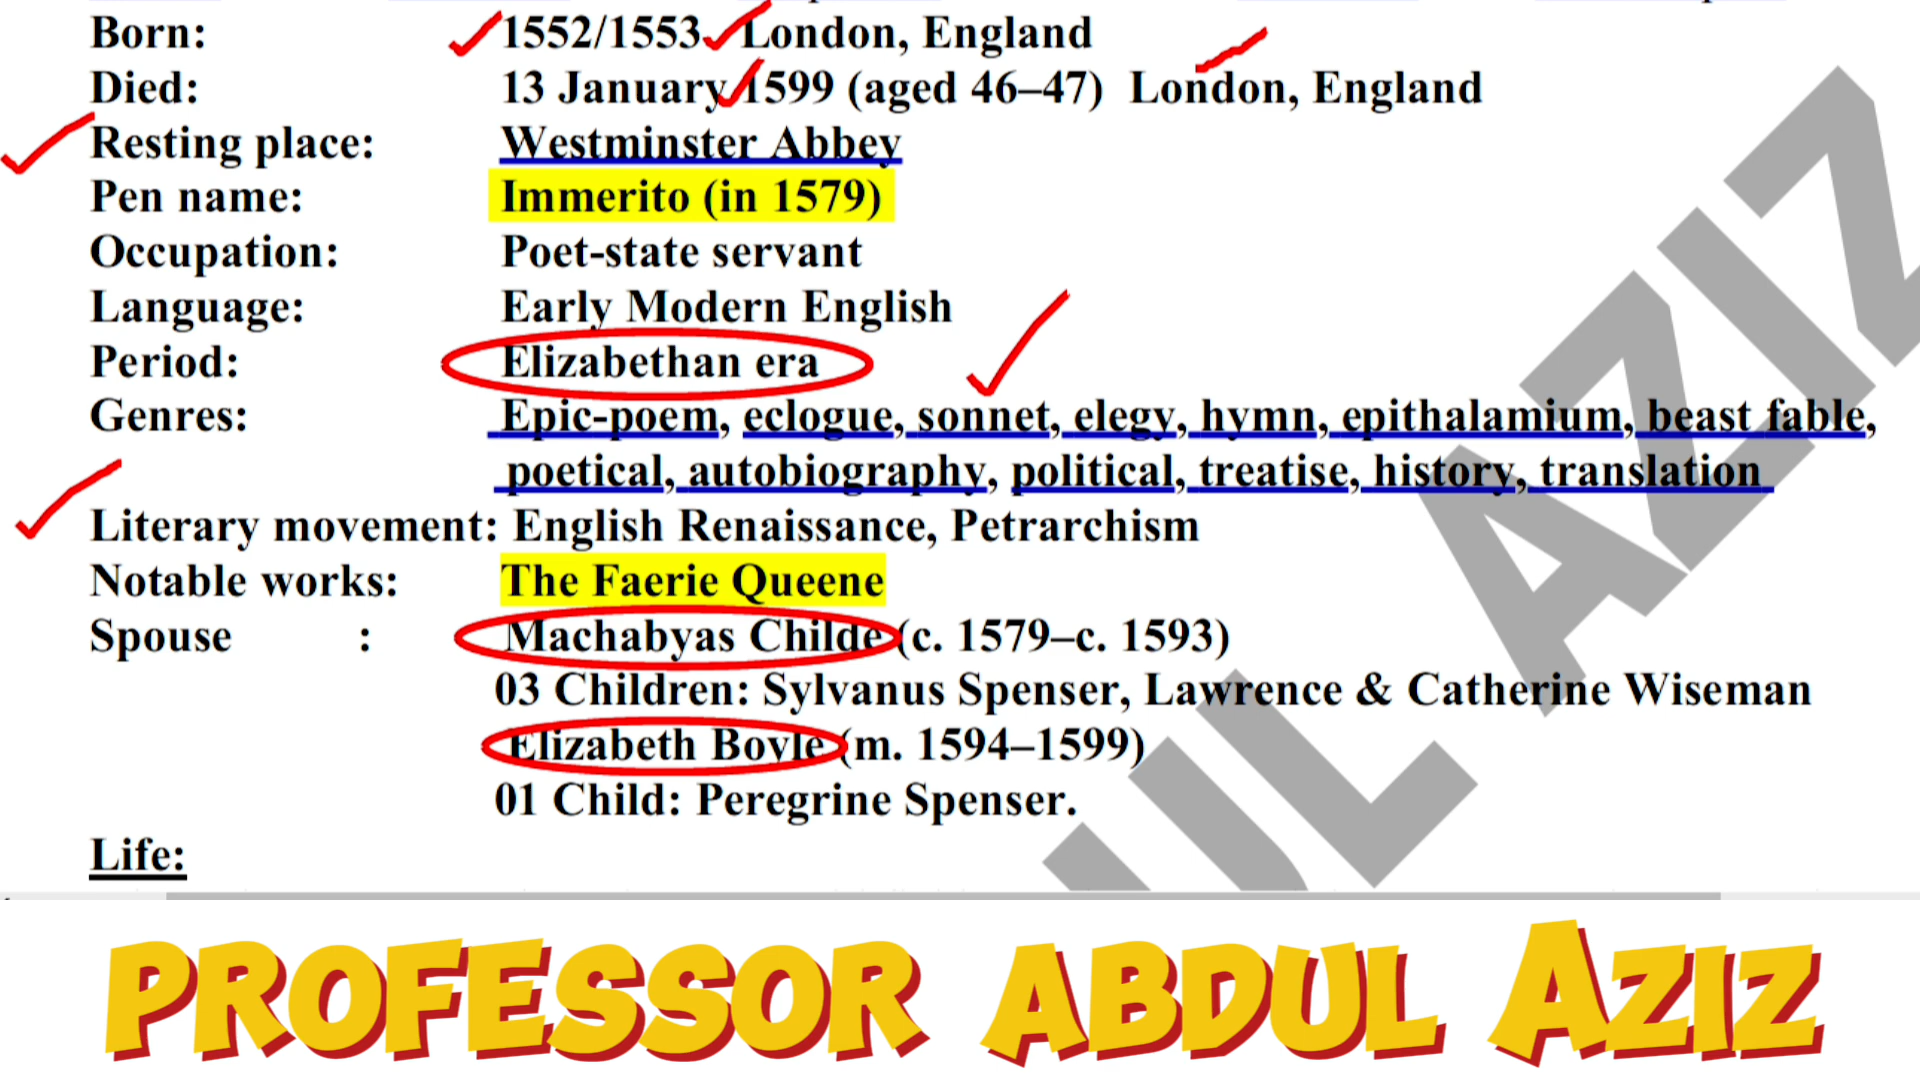 Born: 1552/1553 London, England
Died: 13 January 1599 (aged 46–47) London, England
Resting place: Westminster Abbey
Pen name: Immerito (in 1579)
Occupation: Poet-state servant
Language: Early Modern English
Period: Elizabethan era
Genres: Epic-poem, eclogue, sonnet, elegy, hymn, epithalamium, beast fable,
poetical, autobiography, political, treatise, history, translation
Literary movement: English Renaissance, Petrarchism
Notable works: The Faerie Queene
Spouse : Machabyas Childe (c. 1579–c. 1593)
03 Children: Sylvanus Spenser, Lawrence & Catherine Wiseman
Elizabeth Boyle (m. 1594–1599)
01 Child: Peregrine Spenser.
Life:
UL AZIZ
PROFESSOR ABDUL AZIZ